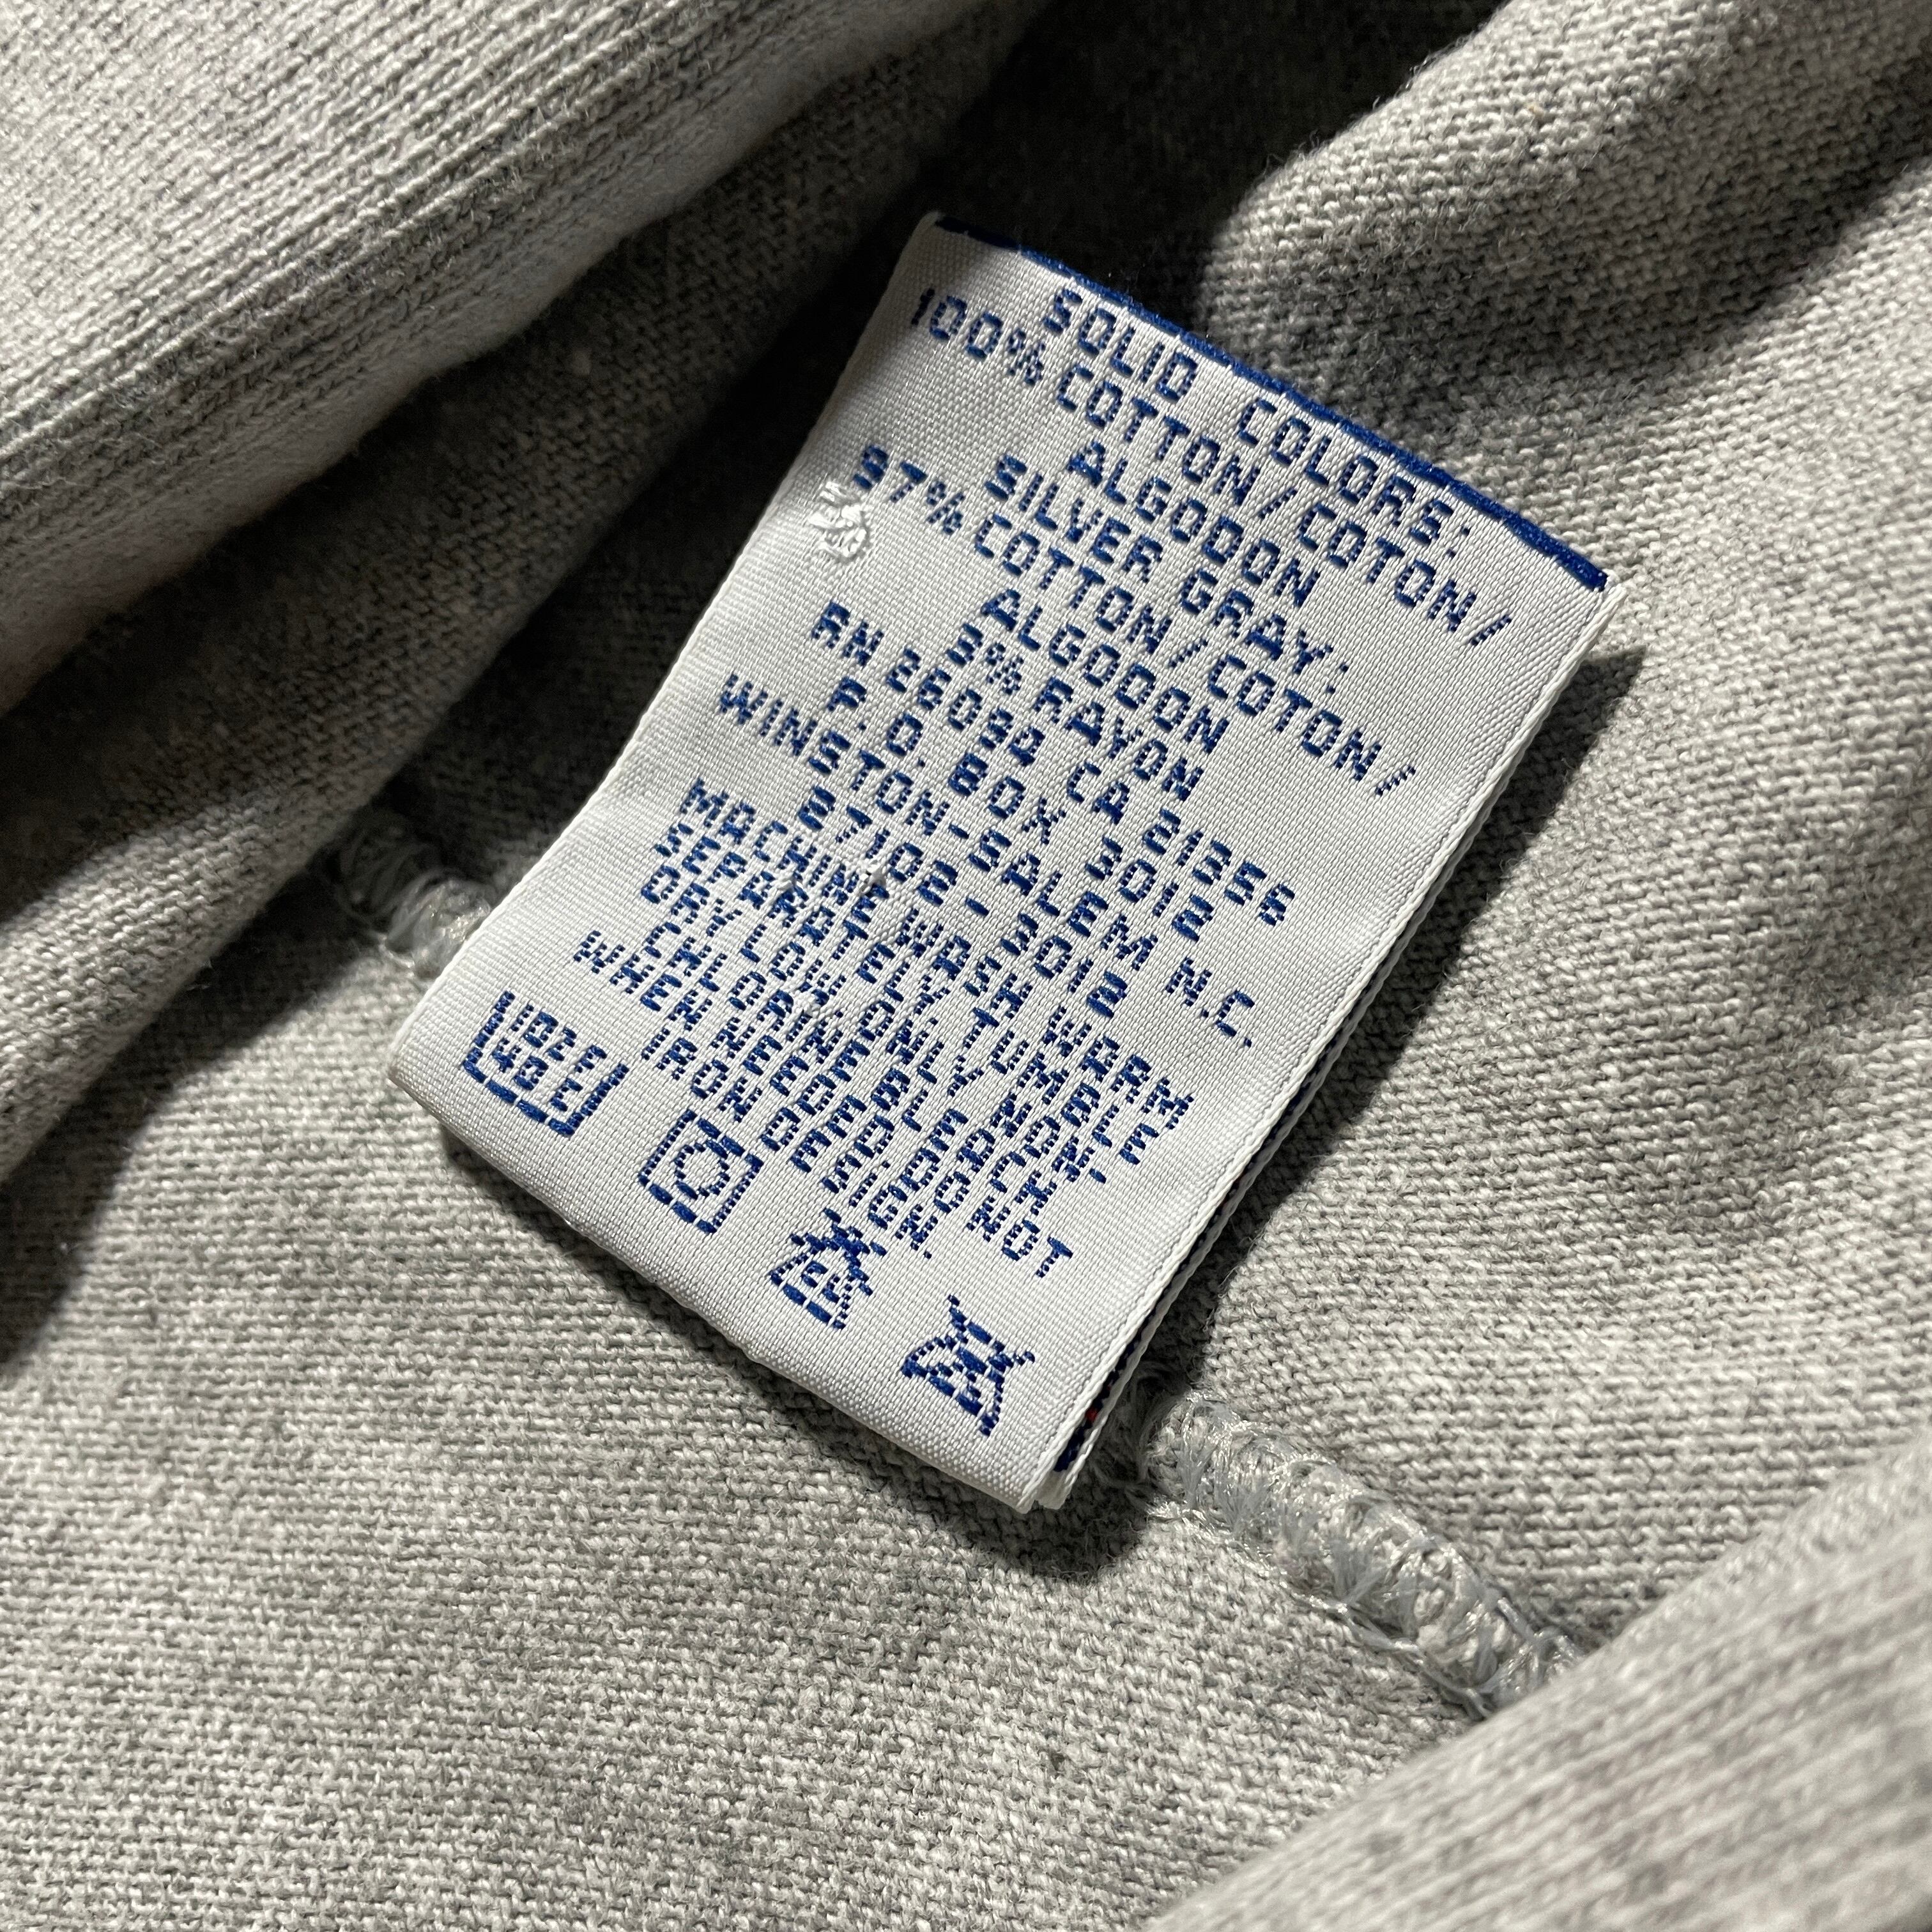 SOLID COLORS:
100% COTTON/COTON/
ALGODON
SILVER GRAY:
97% COTTON/COTON/
ALGODON
3% RAYON
RN 26094 CA 21356
P.O. BOX 3012
WINSTON-SALEM N.C.
27102-3012
MACHINE WASH WARM
SEPARATELY TUMBLE
DRY LOW ONLY NON-
CHLORINE BLEACH
WHEN NEEDED DO NOT
IRON DESIGN.